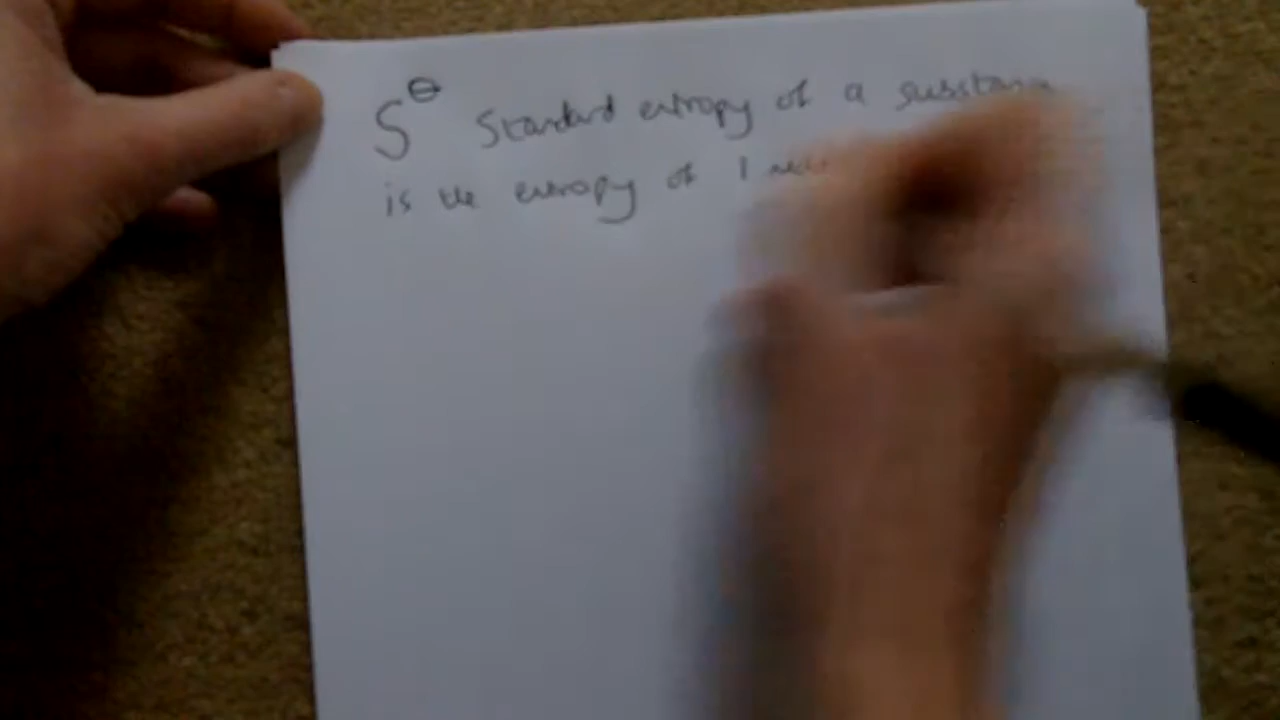 S⊖ Standard entropy of a substance
is the entropy of 1